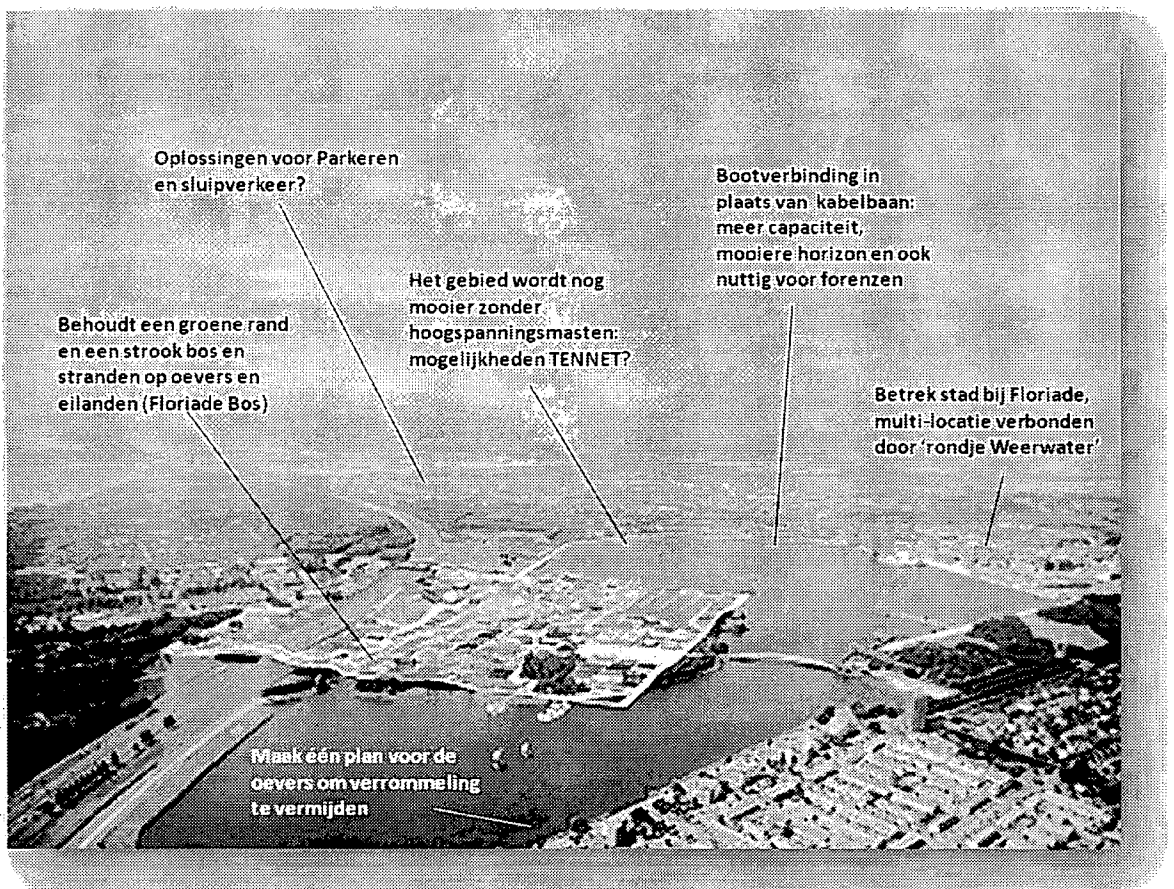 Oplossingen voor Parkeren
en sluipverkeer?
Bootverbinding in
plaats van kabelbaan:
meer capaciteit,
mooiere horizon en ook
nuttig voor forenzen
Het gebied wordt nog
mooier zonder
hoogspanningsmasten:
mogelijkheden TENNET?
Behoudt een groene rand
en een strook bos en
stranden op oevers en
eilanden (Floriade Bos)
Betrek stad bij Floriade,
multi-locatie verbonden
door 'rondje Weerwater'
Maak één plan voor de
oevers om verrommeling
te vermijden